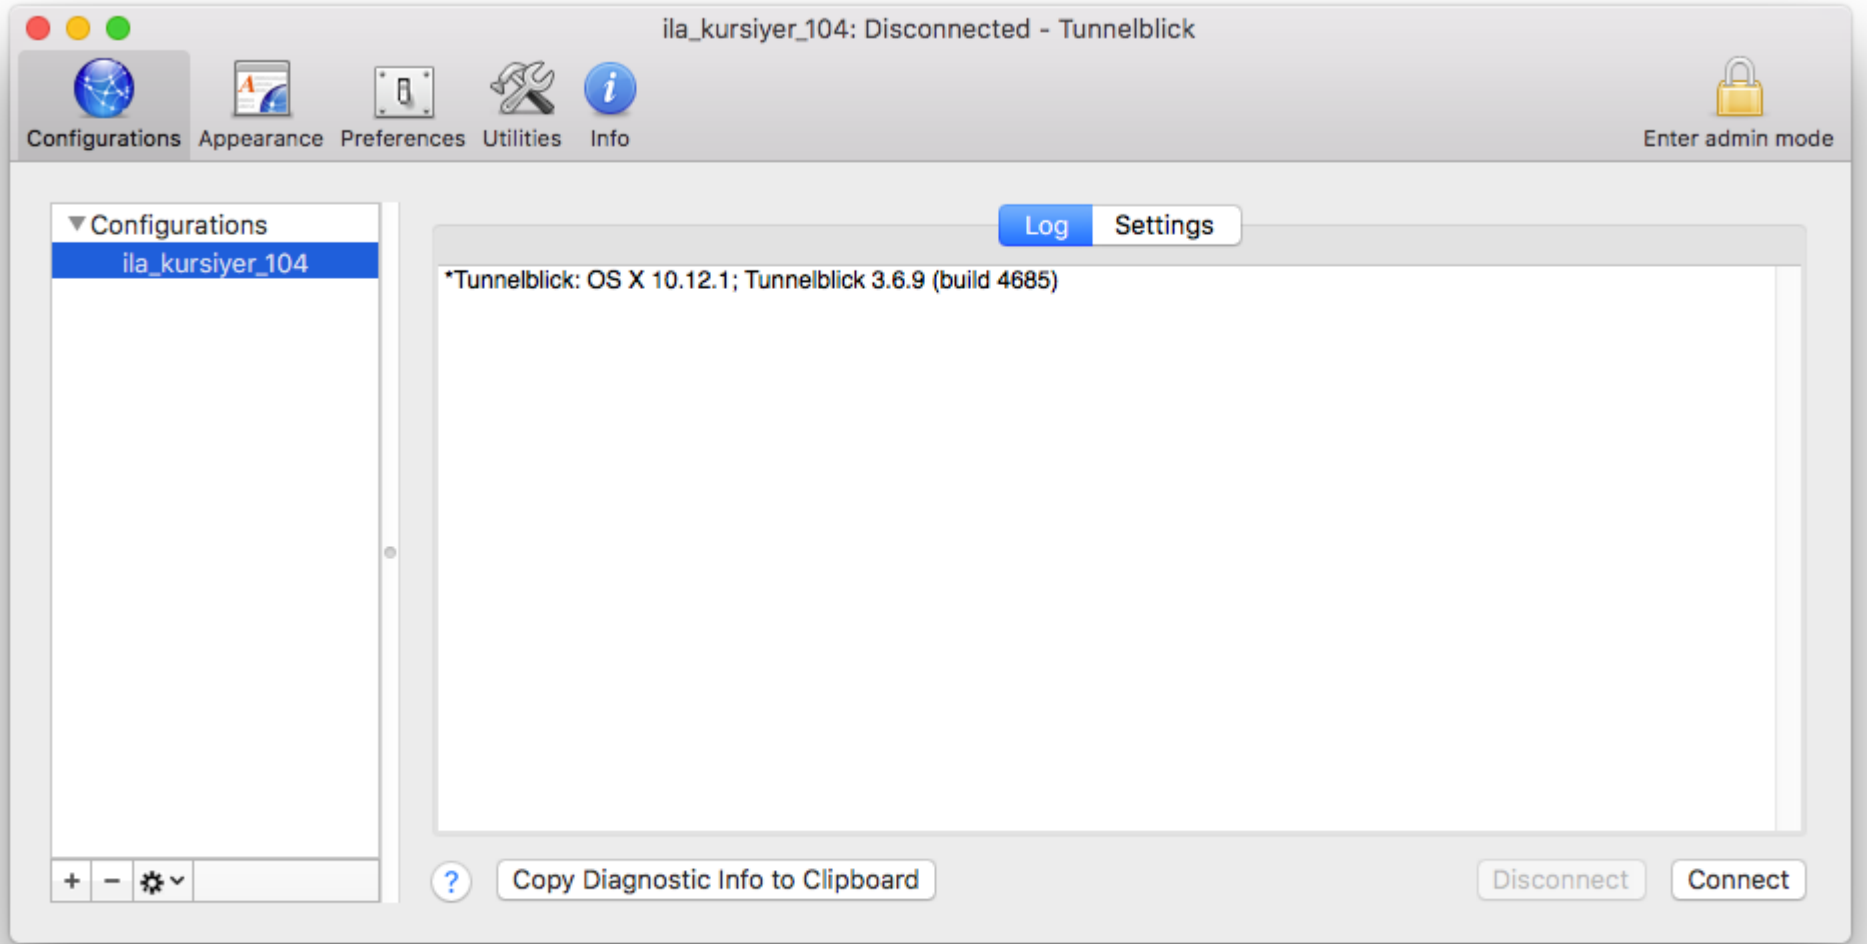 ila_kursiyer_104: Disconnected - Tunnelblick
Configurations Appearance Preferences Utilities Info Enter admin mode
Configurations
ila_kursiyer_104
Log Settings
*Tunnelblick: OS X 10.12.1; Tunnelblick 3.6.9 (build 4685)
+ - ? Copy Diagnostic Info to Clipboard Disconnect Connect